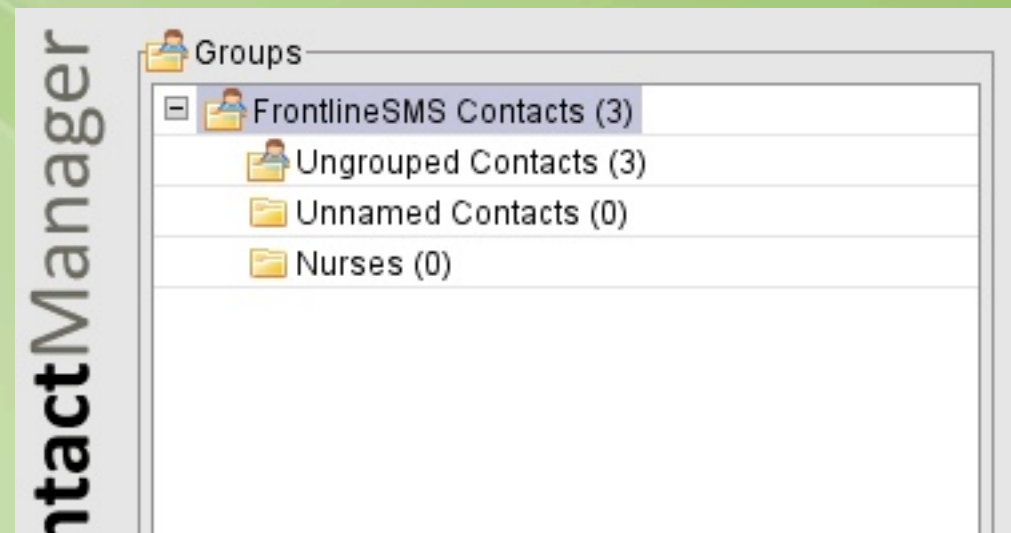 ntactManager
Groups
FrontlineSMS Contacts (3)
Ungrouped Contacts (3)
Unnamed Contacts (0)
Nurses (0)